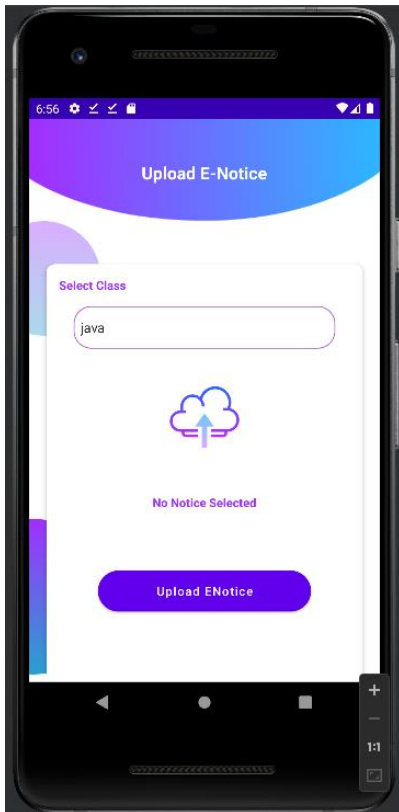 6:56
Upload E-Notice
Select Class
java
No Notice Selected
Upload ENotice
1:1